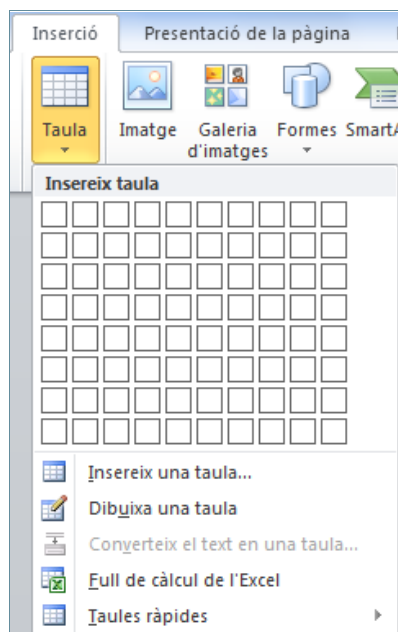 Inserció Presentació de la pàgina
Taula Imatge Galeria d'imatges Formes SmartA
Insereix taula
Insereix una taula...
Dibuixa una taula
Converteix el text en una taula...
Full de càlcul de l'Excel
Taules ràpides